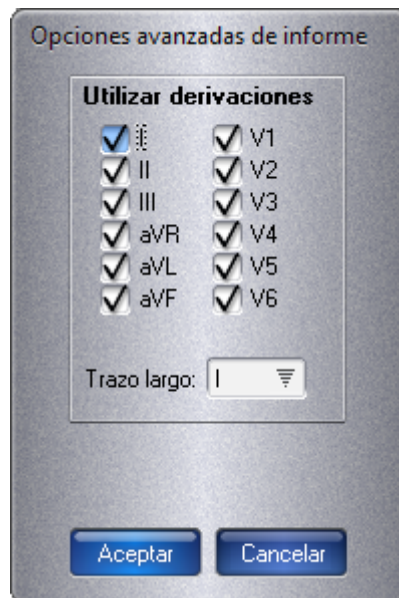 Opciones avanzadas de informe
Utilizar derivaciones
I V1
II V2
III V3
aVR V4
aVL V5
aVF V6
Trazo largo: I
Aceptar Cancelar